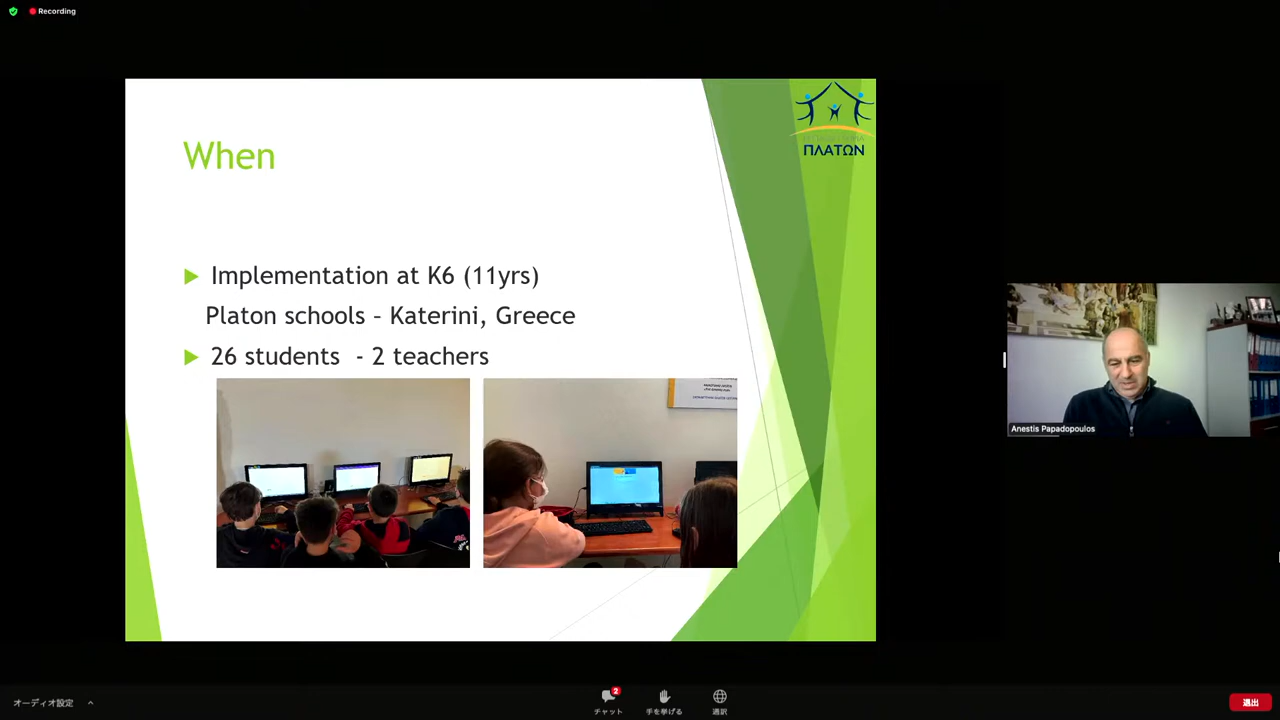 Recording
ΠΛΑΤΩΝ
When
Implementation at K6 (11yrs)
Platon schools - Katerini, Greece
26 students - 2 teachers
Anestis Papadopoulos
オーディオ設定
2
チャット
手を挙げる
通訳
退出